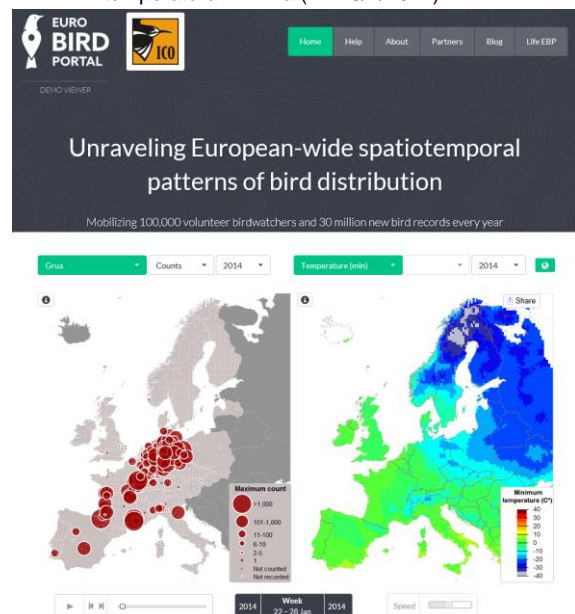 EURO
BIRD
PORTAL
ICO
DEMO VIEWER
Home Help About Partners Blog Life EBP
Unraveling European-wide spatiotemporal
patterns of bird distribution
Mobilizing 100,000 volunteer birdwatchers and 30 million new bird records every year
Grua Counts 2014 Temperature (min) 2014
Share
Maximum count
>1,000
101-1,000
11-100
6-10
2-5
1
Not counted
Not recorded
Minimum
temperature (Cº)
40
30
20
10
0
-10
-20
-30
-40
2014 Week 2014
22 - 28 Jan
Speed